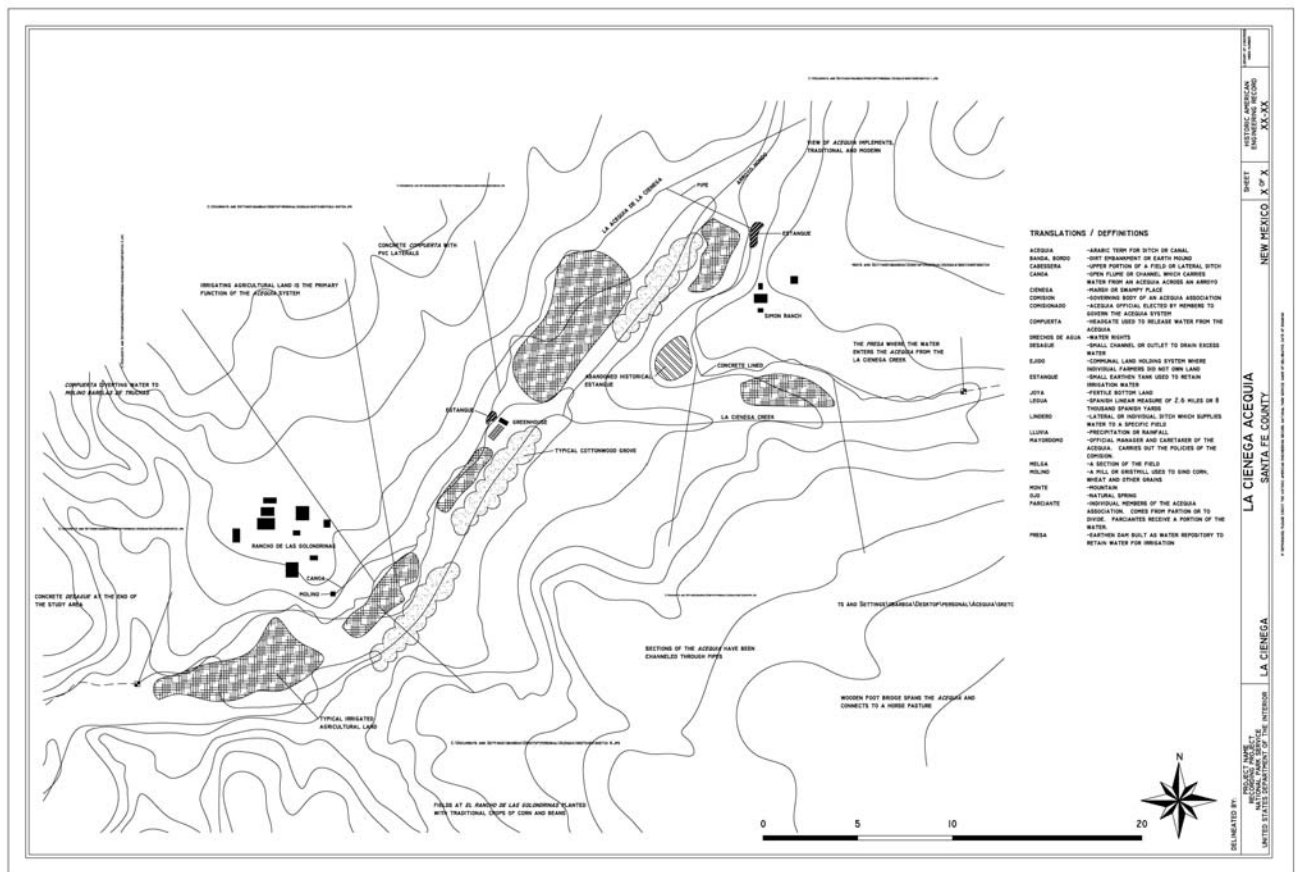 VIEW OF ACEQUIA IMPLEMENTS,
TRADITIONAL AND MODERN
ARROYO HONDO
PIPE
LA ACEQUIA DE LA CIENEGA
ESTANQUE
CONCRETE COMPUERTA WITH
PVC LATERALS
IRRIGATING AGRICULTURAL LAND IS THE PRIMARY
FUNCTION OF THE ACEQUIA SYSTEM
SIMON RANCH
THE PRESA WHERE THE WATER
ENTERS THE ACEQUIA FROM THE
LA CIENEGA CREEK
CONCRETE LINED
ABANDONED HISTORICAL
ESTANQUE
COMPUERTA DIVERTING WATER TO
MOLINO BARELAS DE TRUCHAS
ESTANQUE
GREENHOUSE
LA CIENEGA CREEK
TYPICAL COTTONWOOD GROVE
RANCHO DE LAS GOLONDRINAS
CANOA
MOLINO
CONCRETE DESAGUE AT THE END OF
THE STUDY AREA
TS AND SETTINGS\GBARBOA\DESKTOP\PERSONAL\ACEQUIA\SKETC
SECTIONS OF THE ACEQUIA HAVE BEEN
CHANNELED THROUGH PIPES
WOODEN FOOT BRIDGE SPANS THE ACEQUIA AND
CONNECTS TO A HORSE PASTURE
TYPICAL IRRIGATED
AGRICULTURAL LAND
FIELDS AT EL RANCHO DE LAS GOLONDRINAS PLANTED
WITH TRADITIONAL CROPS OF CORN AND BEANS
TRANSLATIONS / DEFFINITIONS
ACEQUIA -ARABIC TERM FOR DITCH OR CANAL
BANDA, BORDO -DIRT EMBANKMENT OR EARTH MOUND
CABESSERA -UPPER PORTION OF A FIELD OR LATERAL DITCH
CANOA -OPEN FLUME OR CHANNEL WHICH CARRIES
WATER FROM AN ACEQUIA ACROSS AN ARROYO
CIENEGA -MARSH OR SWAMPY PLACE
COMISION -GOVERNING BODY OF AN ACEQUIA ASSOCIATION
COMISIONADO -ACEQUIA OFFICIAL ELECTED BY MEMBERS TO
GOVERN THE ACEQUIA SYSTEM
COMPUERTA -HEADGATE USED TO RELEASE WATER FROM THE
ACEQUIA
DRECHOS DE AGUA -WATER RIGHTS
DESAGUE -SMALL CHANNEL OR OUTLET TO DRAIN EXCESS
WATER
EJIDO -COMMUNAL LAND HOLDING SYSTEM WHERE
INDIVIDUAL FARMERS DID NOT OWN LAND
ESTANQUE -SMALL EARTHEN TANK USED TO RETAIN
IRRIGATION WATER
JOYA -FERTILE BOTTOM LAND
LEGUA -SPANISH LINEAR MEASURE OF 2.6 MILES OR 8
THOUSAND SPANISH YARDS
LINDERO -LATERAL OR INDIVIDUAL DITCH WHICH SUPPLIES
WATER TO A SPECIFIC FIELD
LLUVIA -PRECIPITATION OR RAINFALL
MAYORDOMO -OFFICIAL MANAGER AND CARETAKER OF THE
ACEQUIA. CARRIES OUT THE POLICIES OF THE
COMISION.
MELGA -A SECTION OF THE FIELD
MOLINO -A MILL OR GRISTMILL USED TO GIND CORN,
WHEAT AND OTHER GRAINS
MONTE -MOUNTAIN
OJO -NATURAL SPRING
PARCIANTE -INDIVIDUAL MEMBERS OF THE ACEQUIA
ASSOCIATION. COMES FROM PARTION OR TO
DIVIDE. PARCIANTES RECEIVE A PORTION OF THE
WATER.
PRESA -EARTHEN DAM BUILT AS WATER REPOSITORY TO
RETAIN WATER FOR IRRIGATION
N
0 5 10 20
HISTORIC AMERICAN
ENGINEERING RECORD
XX-XX
SHEET
X OF X
LA CIENEGA ACEQUIA
LA CIENEGA SANTA FE COUNTY NEW MEXICO
DELINEATED BY:
PROJECT NAME
RECORDING PROJECT
NATIONAL PARK SERVICE
UNITED STATES DEPARTMENT OF THE INTERIOR